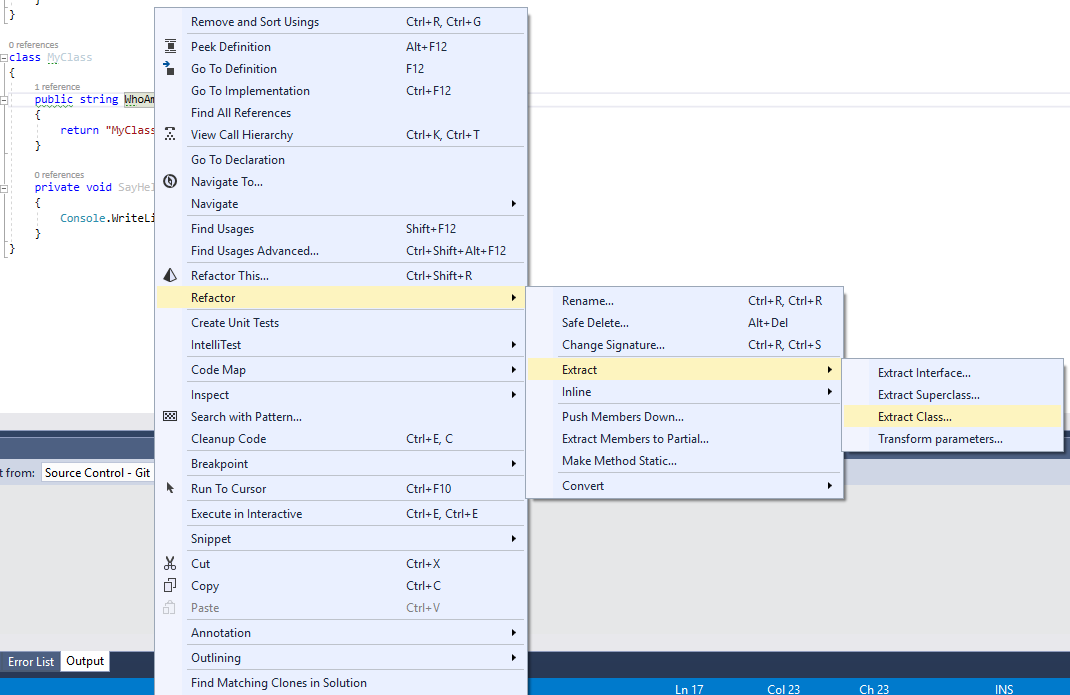 }
}
0 references
class MyClass
{
1 reference
public string WhoAm
{
return "MyClass
}
0 references
private void SayHel
{
Console.WriteLi
}
}
t from: Source Control - Git
Error List Output
Remove and Sort Usings Ctrl+R, Ctrl+G
Peek Definition Alt+F12
Go To Definition F12
Go To Implementation Ctrl+F12
Find All References
View Call Hierarchy Ctrl+K, Ctrl+T
Go To Declaration
Navigate To...
Navigate
Find Usages Shift+F12
Find Usages Advanced... Ctrl+Shift+Alt+F12
Refactor This... Ctrl+Shift+R
Refactor
Create Unit Tests
IntelliTest
Code Map
Inspect
Search with Pattern...
Cleanup Code Ctrl+E, C
Breakpoint
Run To Cursor Ctrl+F10
Execute in Interactive Ctrl+E, Ctrl+E
Snippet
Cut Ctrl+X
Copy Ctrl+C
Paste Ctrl+V
Annotation
Outlining
Find Matching Clones in Solution
Rename... Ctrl+R, Ctrl+R
Safe Delete... Alt+Del
Change Signature... Ctrl+R, Ctrl+S
Extract
Inline
Push Members Down...
Extract Members to Partial...
Make Method Static...
Convert
Extract Interface...
Extract Superclass...
Extract Class...
Transform parameters...
Ln 17 Col 23 Ch 23 INS